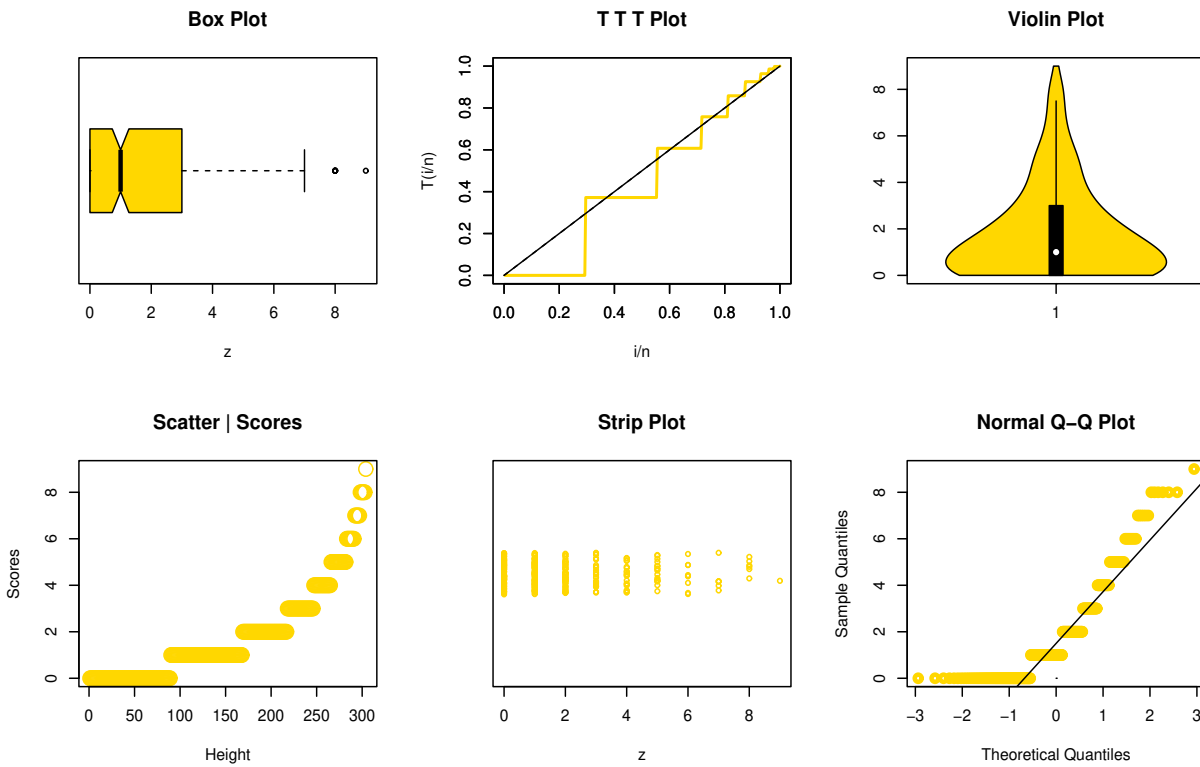 Box Plot
0 2 4 6 8
z
T T T Plot
T(i/n)
0.0 0.2 0.4 0.6 0.8 1.0
0.0 0.2 0.4 0.6 0.8 1.0
i/n
Violin Plot
0 2 4 6 8
1
Scatter | Scores
Scores
0 2 4 6 8
0 50 100 150 200 250 300
Height
Strip Plot
0 2 4 6 8
z
Normal Q−Q Plot
Sample Quantiles
0 2 4 6 8
−3 −2 −1 0 1 2 3
Theoretical Quantiles